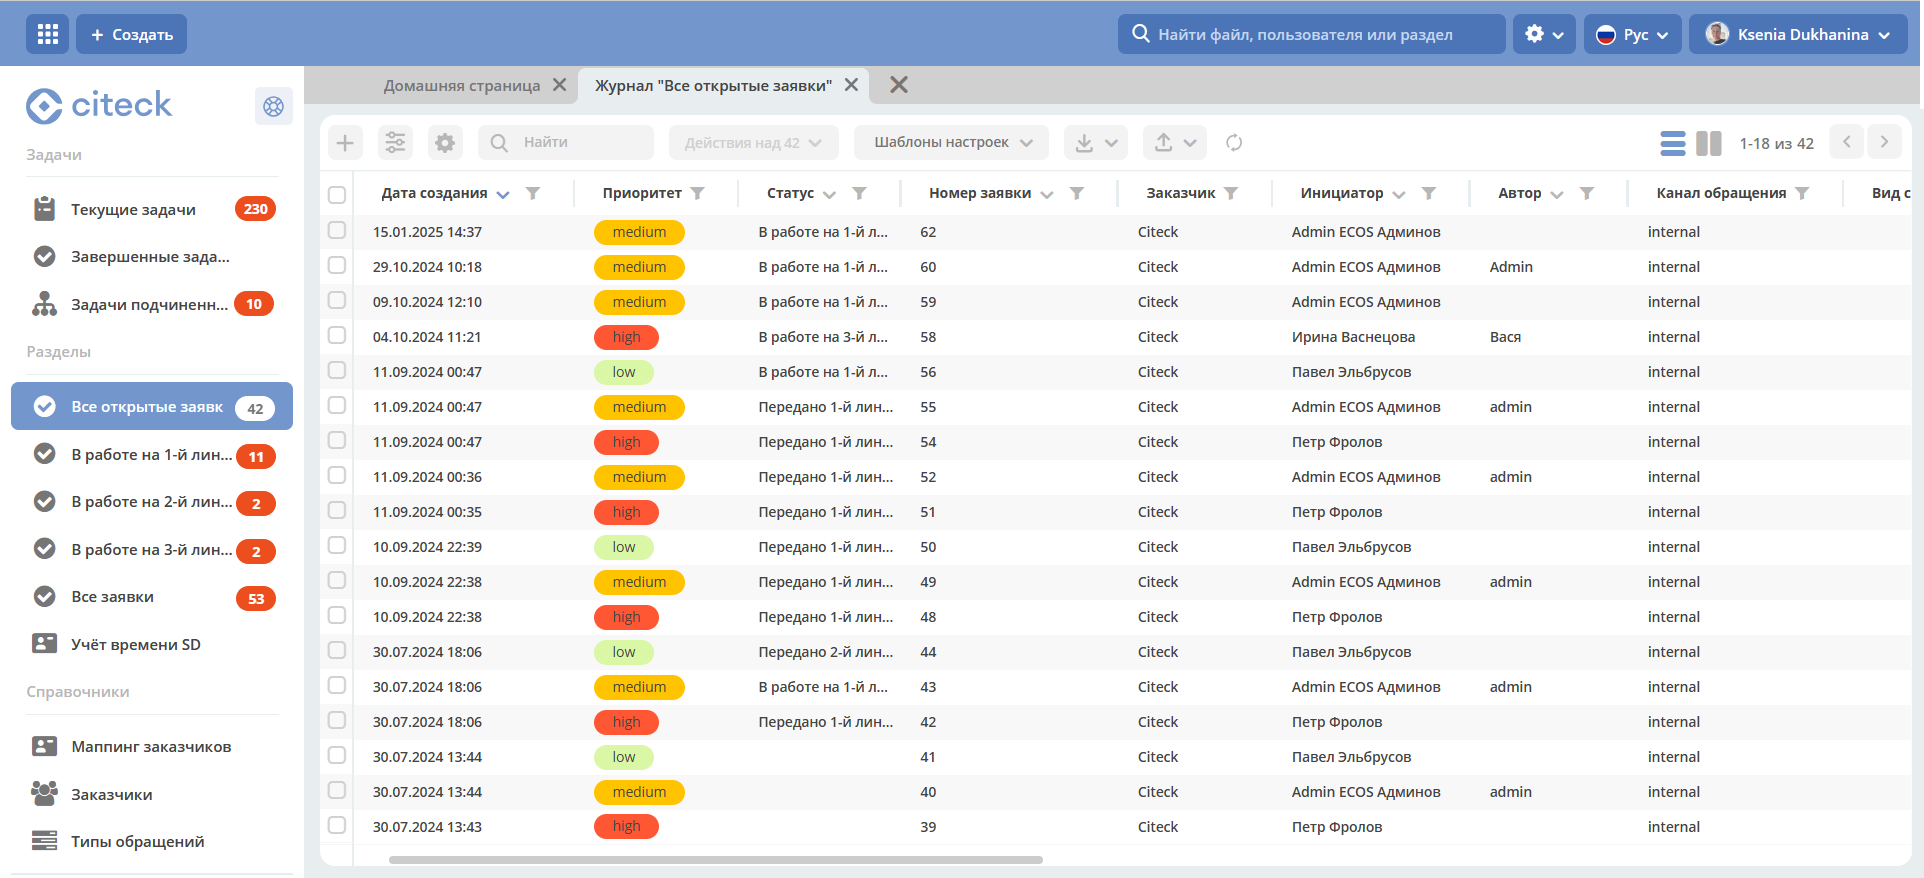 + Создать
Найти файл, пользователя или раздел
Рус
Ksenia Dukhanina
citeck
Задачи
Текущие задачи 230
Завершенные зада...
Задачи подчиненн... 10
Разделы
Все открытые заявк 42
В работе на 1-й лин... 11
В работе на 2-й лин... 2
В работе на 3-й лин... 2
Все заявки 53
Учёт времени SD
Справочники
Маппинг заказчиков
Заказчики
Типы обращений
Домашняя страница
Журнал "Все открытые заявки"
Найти
Действия над 42
Шаблоны настроек
1-18 из 42
Дата создания Приоритет Статус Номер заявки Заказчик Инициатор Автор Канал обращения Вид с
15.01.2025 14:37 medium В работе на 1-й л... 62 Citeck Admin ECOS Админов internal
29.10.2024 10:18 medium В работе на 1-й л... 60 Citeck Admin ECOS Админов Admin internal
09.10.2024 12:10 medium В работе на 1-й л... 59 Citeck Admin ECOS Админов internal
04.10.2024 11:21 high В работе на 3-й л... 58 Citeck Ирина Васнецова Вася internal
11.09.2024 00:47 low В работе на 1-й л... 56 Citeck Павел Эльбрусов internal
11.09.2024 00:47 medium Передано 1-й лин... 55 Citeck Admin ECOS Админов admin internal
11.09.2024 00:47 high Передано 1-й лин... 54 Citeck Петр Фролов internal
11.09.2024 00:36 medium Передано 1-й лин... 52 Citeck Admin ECOS Админов admin internal
11.09.2024 00:35 high Передано 1-й лин... 51 Citeck Петр Фролов internal
10.09.2024 22:39 low Передано 1-й лин... 50 Citeck Павел Эльбрусов internal
10.09.2024 22:38 medium Передано 1-й лин... 49 Citeck Admin ECOS Админов admin internal
10.09.2024 22:38 high Передано 1-й лин... 48 Citeck Петр Фролов internal
30.07.2024 18:06 low Передано 2-й лин... 44 Citeck Павел Эльбрусов internal
30.07.2024 18:06 medium В работе на 1-й л... 43 Citeck Admin ECOS Админов admin internal
30.07.2024 18:06 high Передано 1-й лин... 42 Citeck Петр Фролов internal
30.07.2024 13:44 low 41 Citeck Павел Эльбрусов internal
30.07.2024 13:44 medium 40 Citeck Admin ECOS Админов admin internal
30.07.2024 13:43 high 39 Citeck Петр Фролов internal